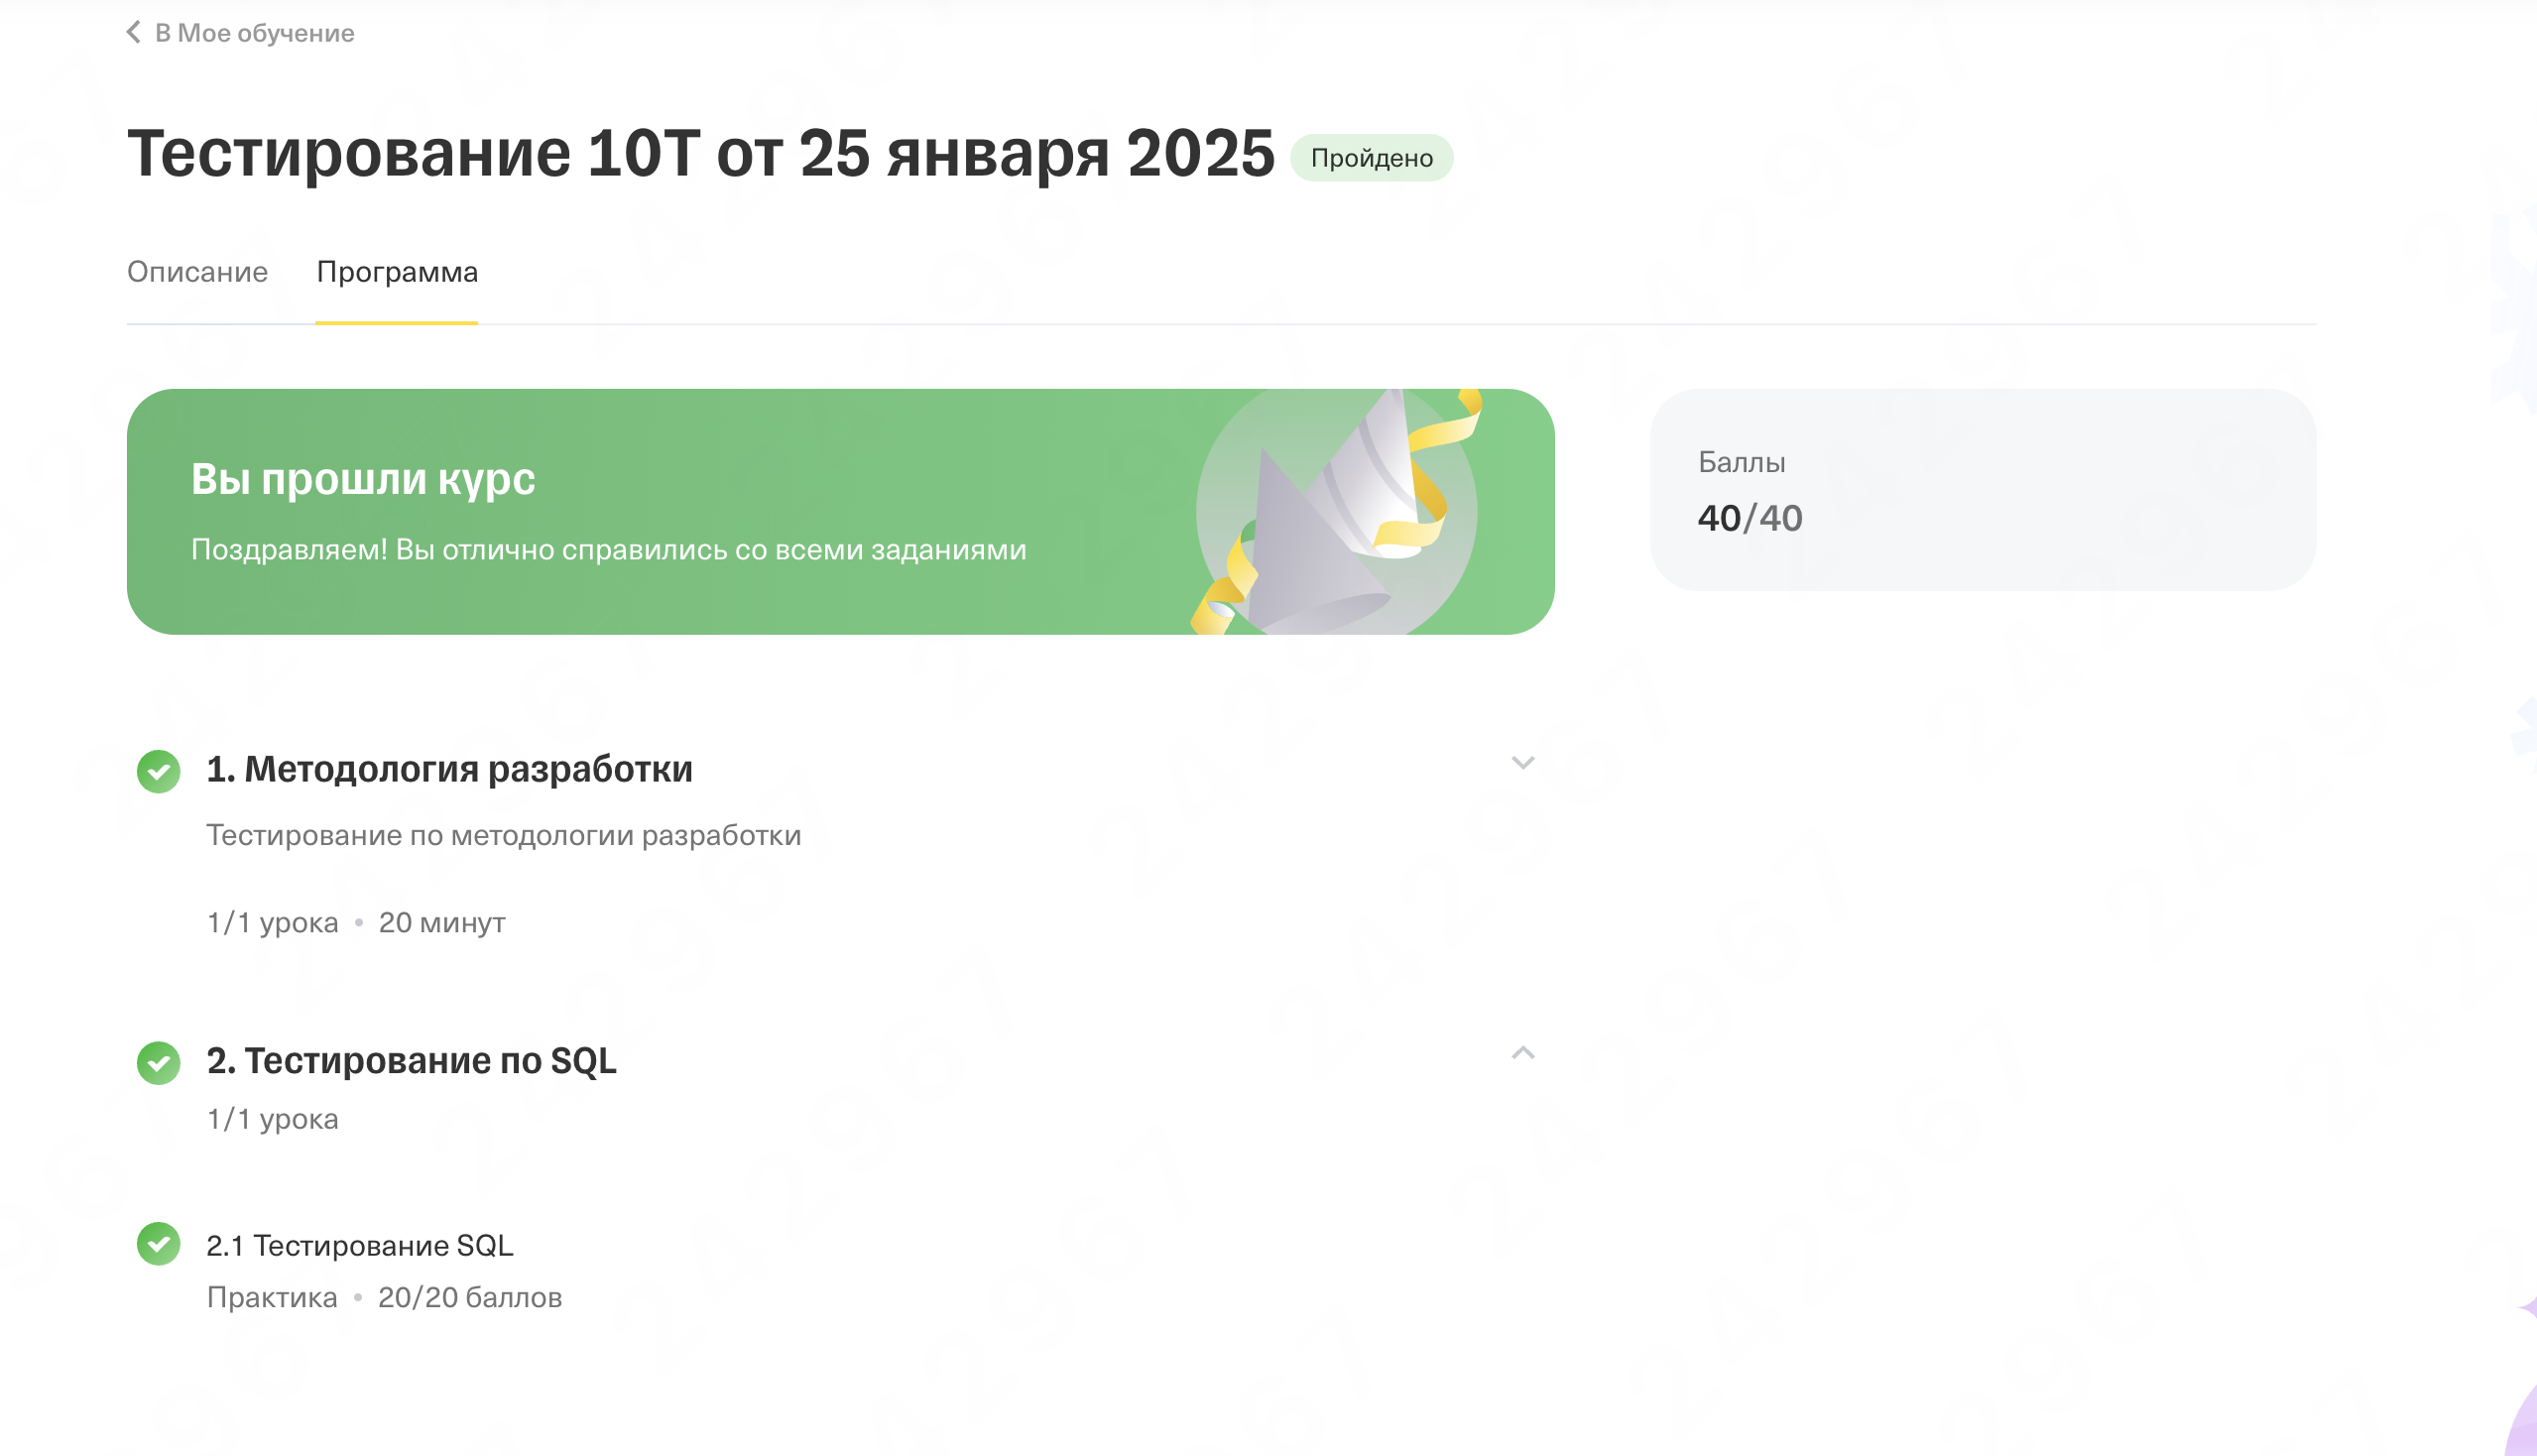 В Мое обучение
Тестирование 10Т от 25 января 2025 Пройдено
Описание Программа
Вы прошли курс
Поздравляем! Вы отлично справились со всеми заданиями
Баллы
40/40
1. Методология разработки
Тестирование по методологии разработки
1/1 урока • 20 минут
2. Тестирование по SQL
1/1 урока
2.1 Тестирование SQL
Практика • 20/20 баллов